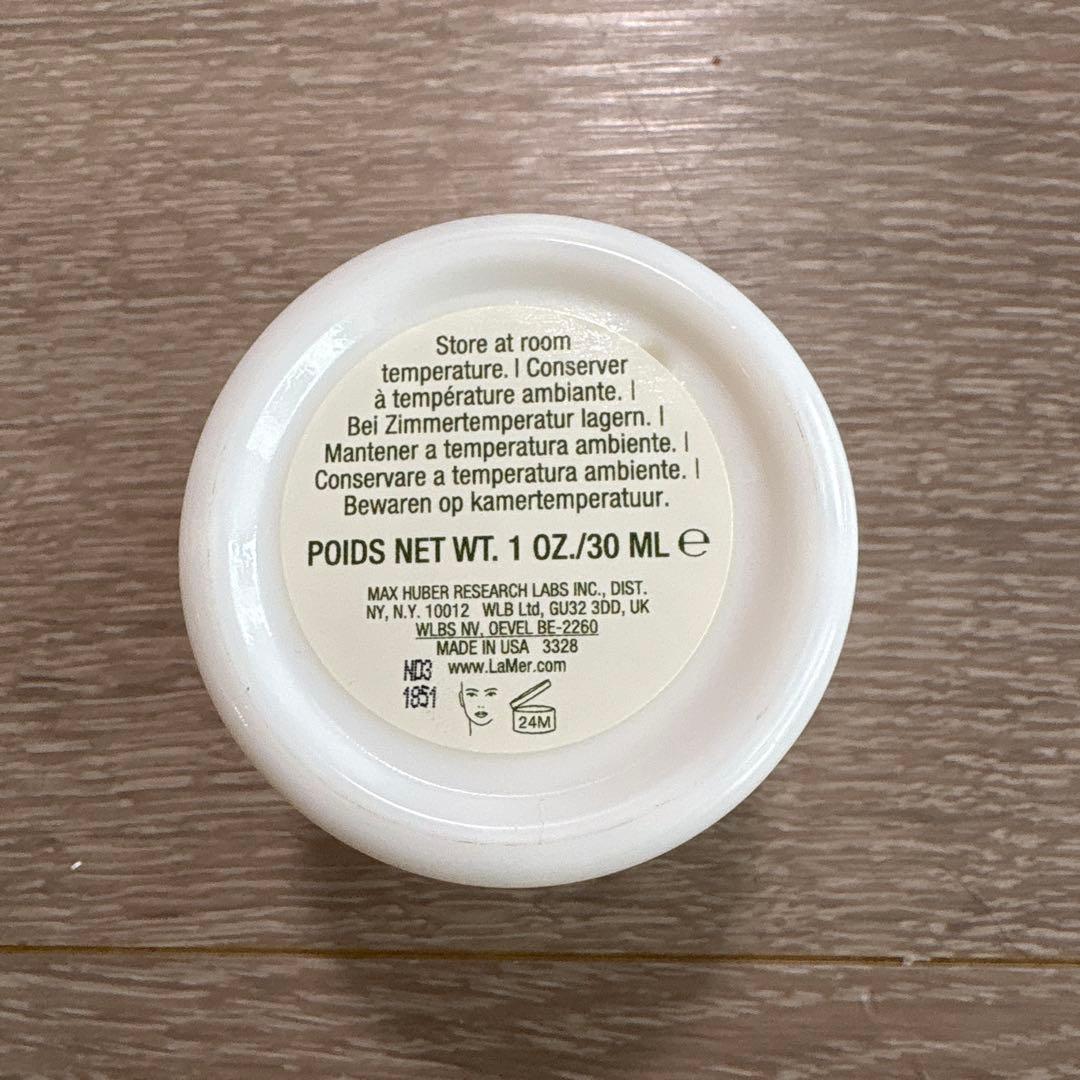 Store at room
temperature. | Conserver
à température ambiante. |
Bei Zimmertemperatur lagern. |
Mantener a temperatura ambiente. |
Conservare a temperatura ambiente. |
Bewaren op kamertemperatuur.
POIDS NET WT. 1 OZ./30 ML ℮
MAX HUBER RESEARCH LABS INC., DIST.
NY, N.Y. 10012 WLB Ltd, GU32 3DD, UK
WLBS NV, OEVEL BE-2260
MADE IN USA 3328
ND3 www.LaMer.com
1851
24M